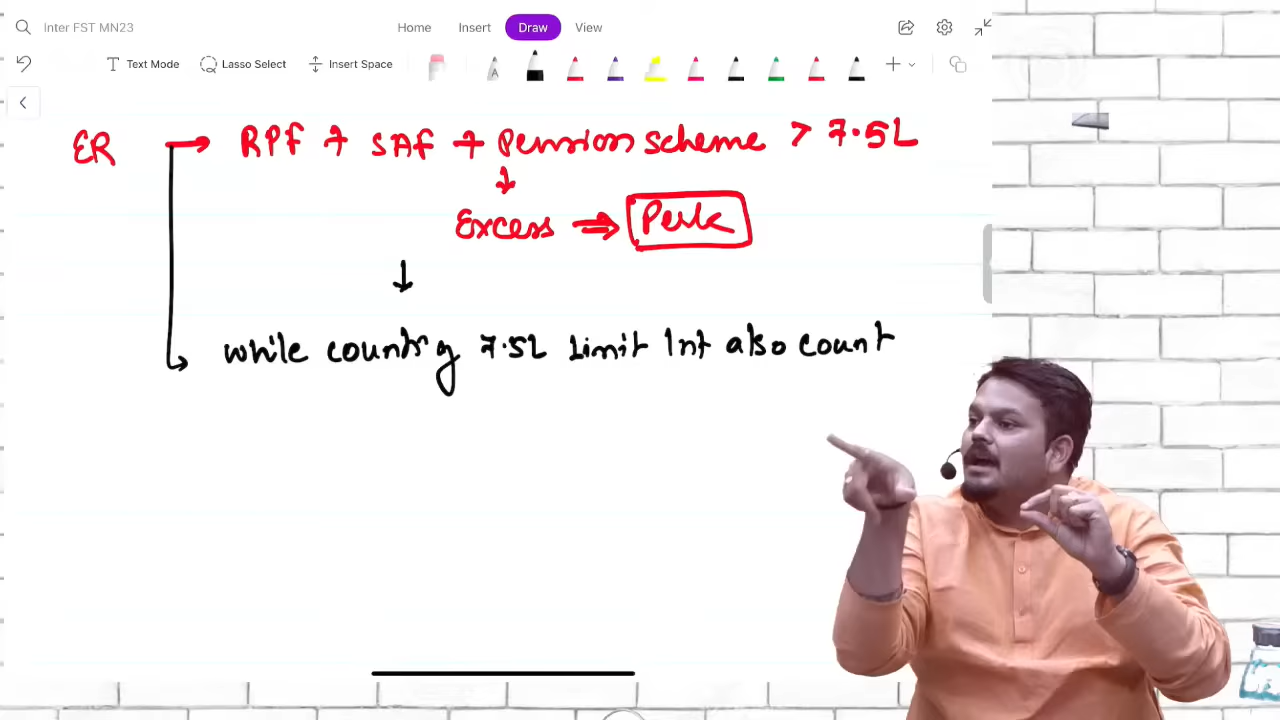 Inter FST MN23
Home Insert Draw View
Text Mode Lasso Select Insert Space
ER → RPF + SAF + Pension scheme > 7.5L
↓
Excess ⇒ Perk
↓
while counting 7.5L Limit Int also count